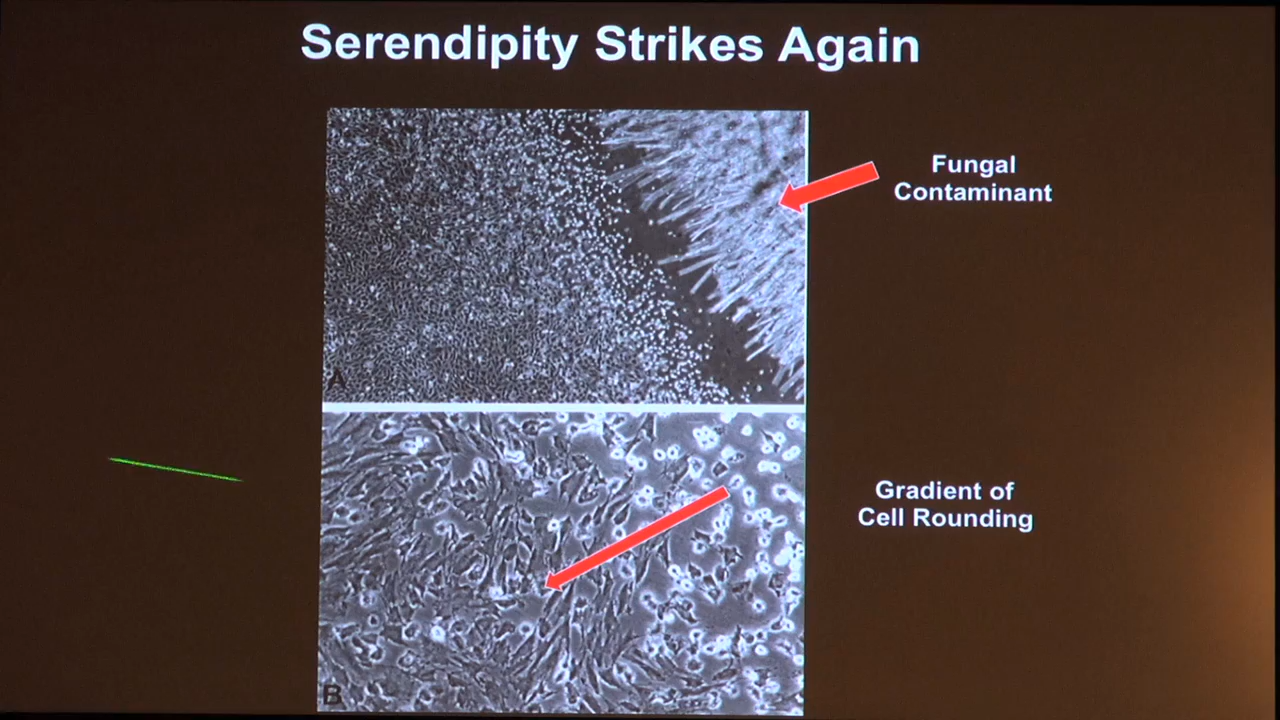 Serendipity Strikes Again
Fungal
Contaminant
A
Gradient of
Cell Rounding
B